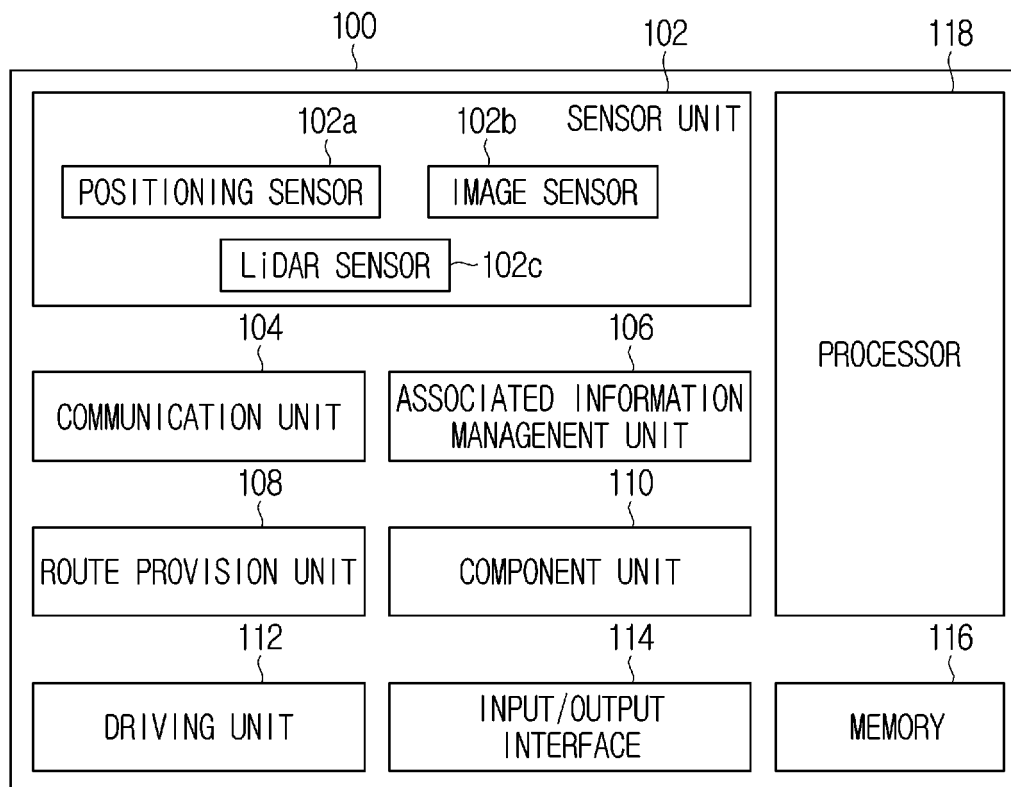 100
102
118
SENSOR UNIT
102a
102b
POSITIONING SENSOR
IMAGE SENSOR
LiDAR SENSOR
102c
PROCESSOR
104
106
COMMUNICATION UNIT
ASSOCIATED INFORMATION
MANAGENENT UNIT
108
110
ROUTE PROVISION UNIT
COMPONENT UNIT
112
114
116
DRIVING UNIT
INPUT/OUTPUT
INTERFACE
MEMORY